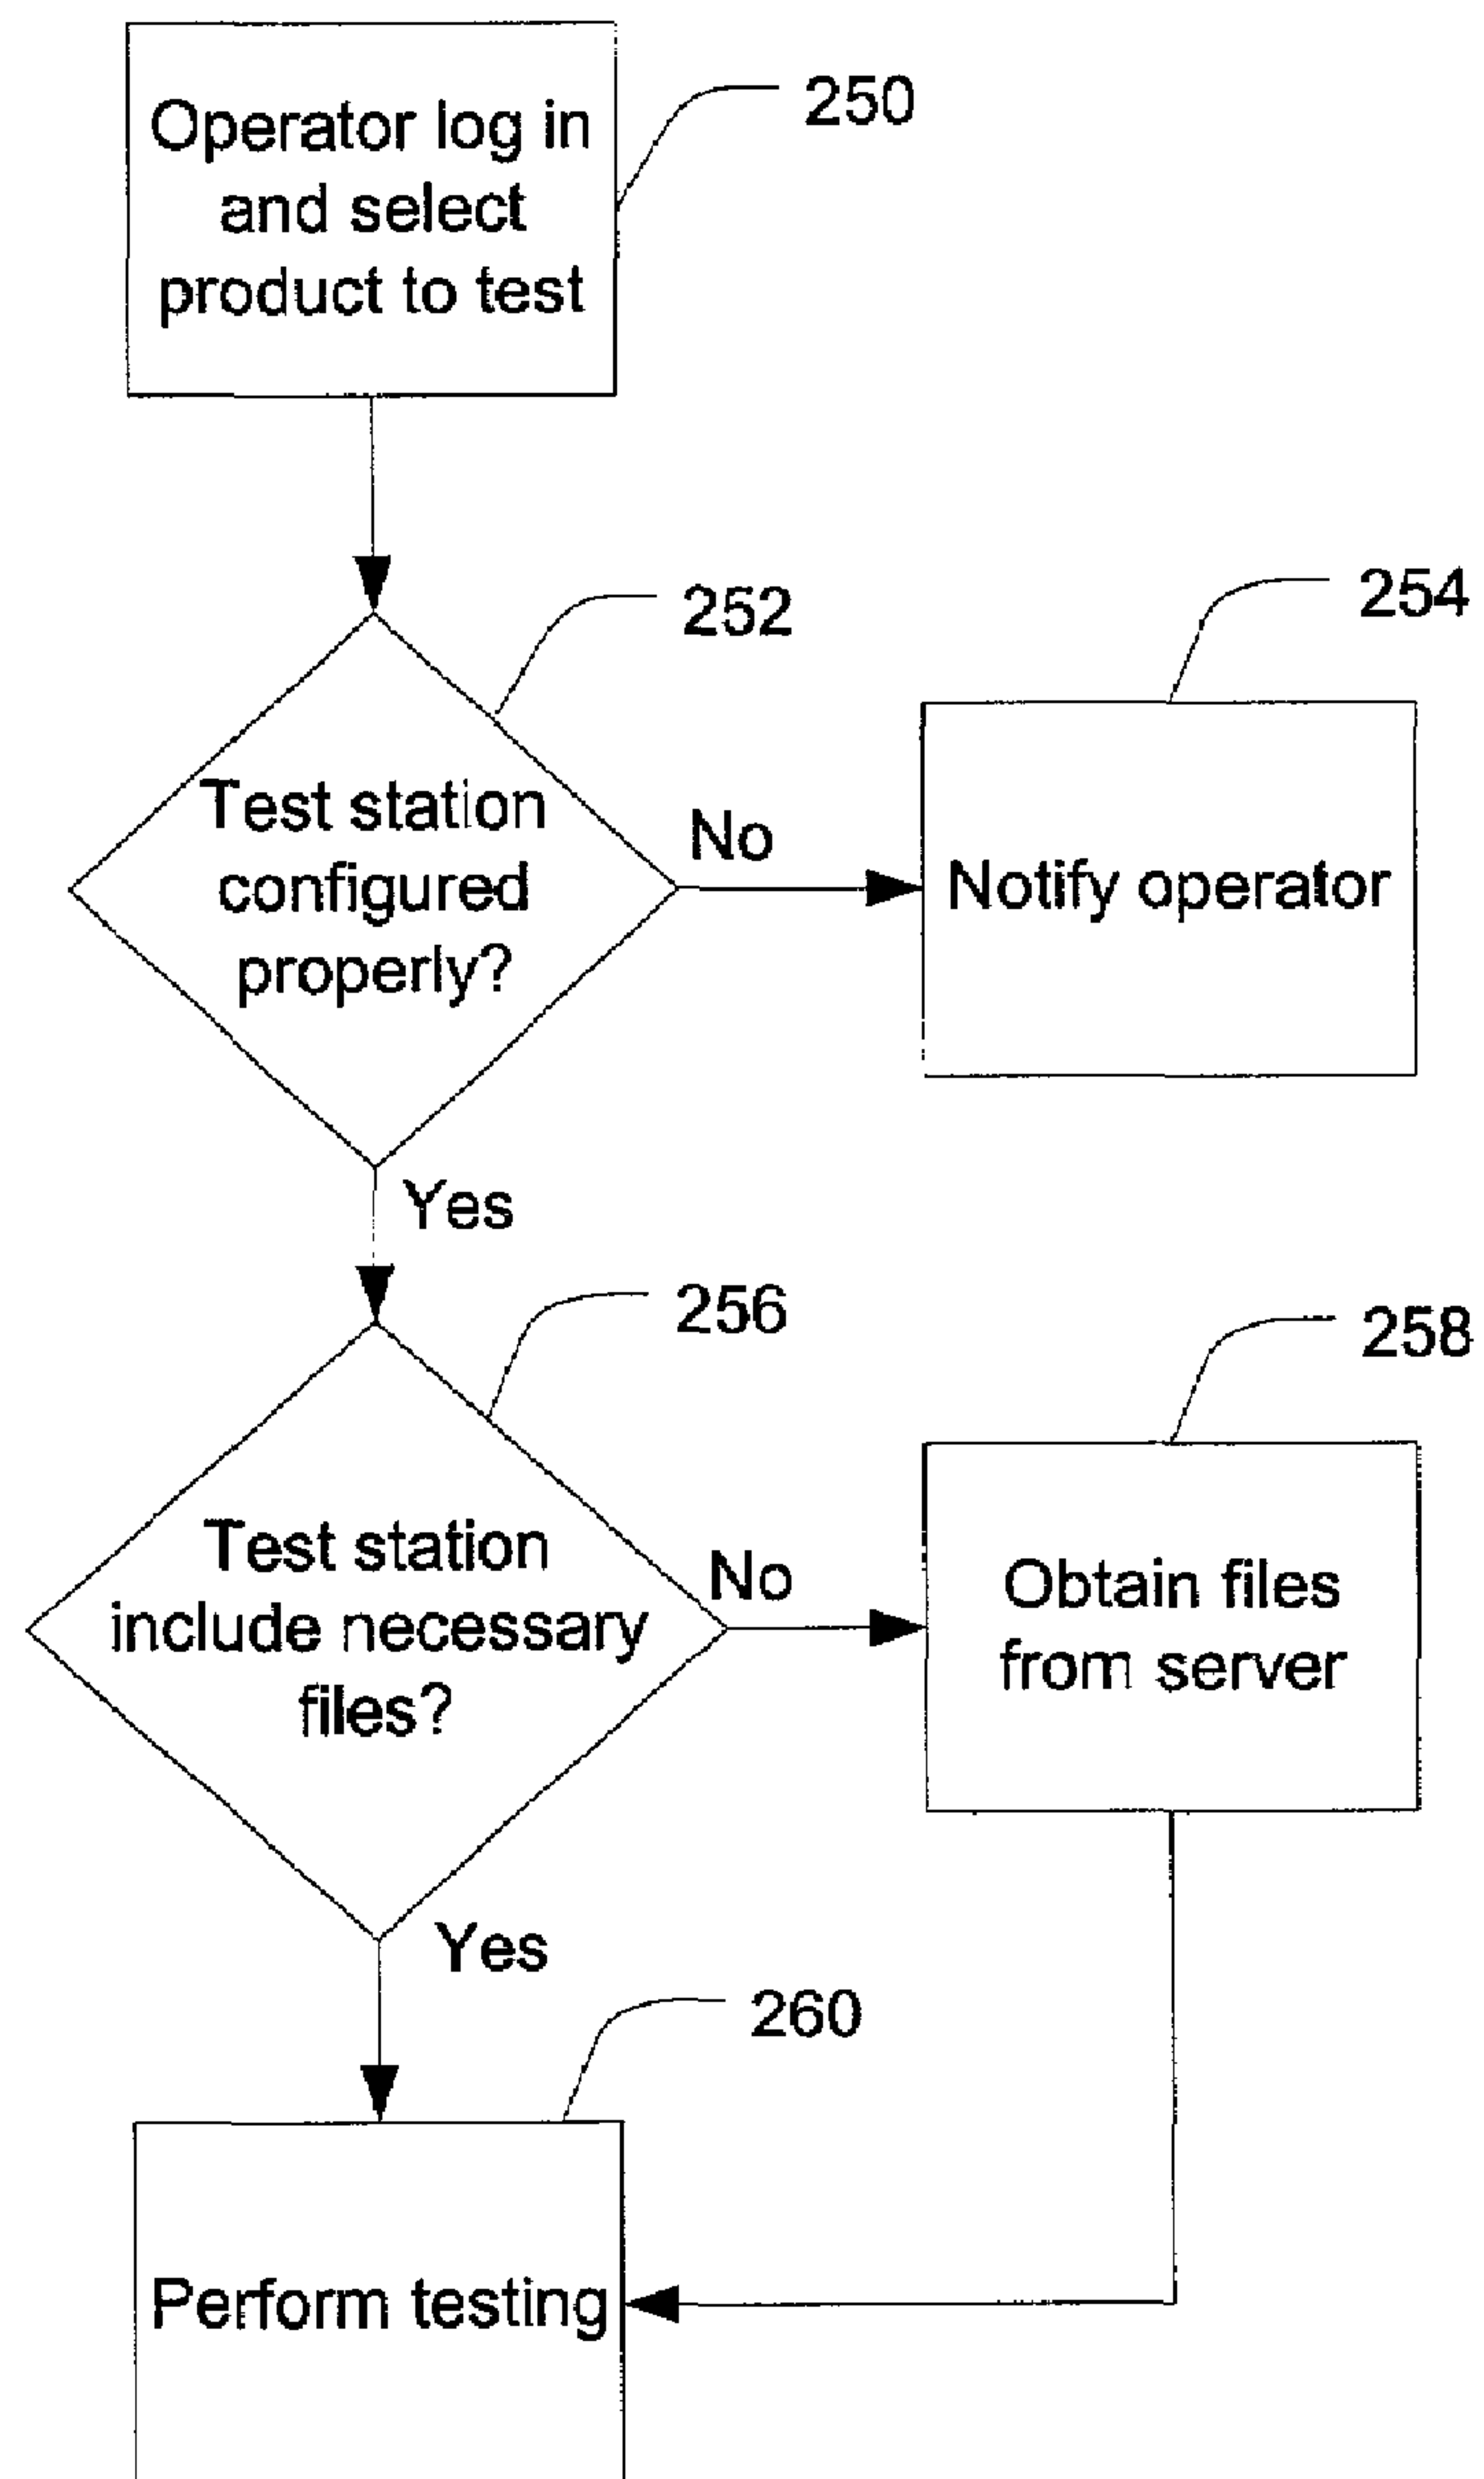 Operator log in
and select
product to test
250
252
Test station
configured
properly?
No
254
Notify operator
Yes
256
Test station
include necessary
files?
No
258
Obtain files
from server
Yes
260
Perform testing